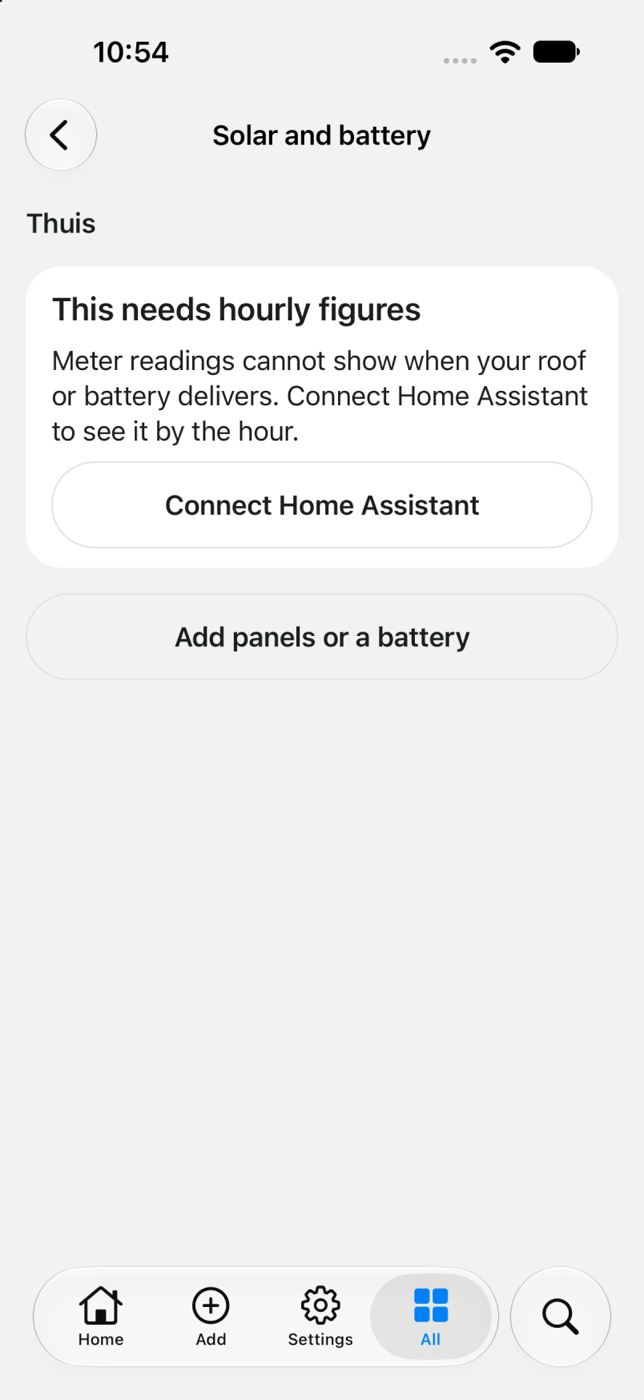 10:54
Solar and battery
Thuis
This needs hourly figures
Meter readings cannot show when your roof
or battery delivers. Connect Home Assistant
to see it by the hour.
Connect Home Assistant
Add panels or a battery
Home
Add
Settings
All